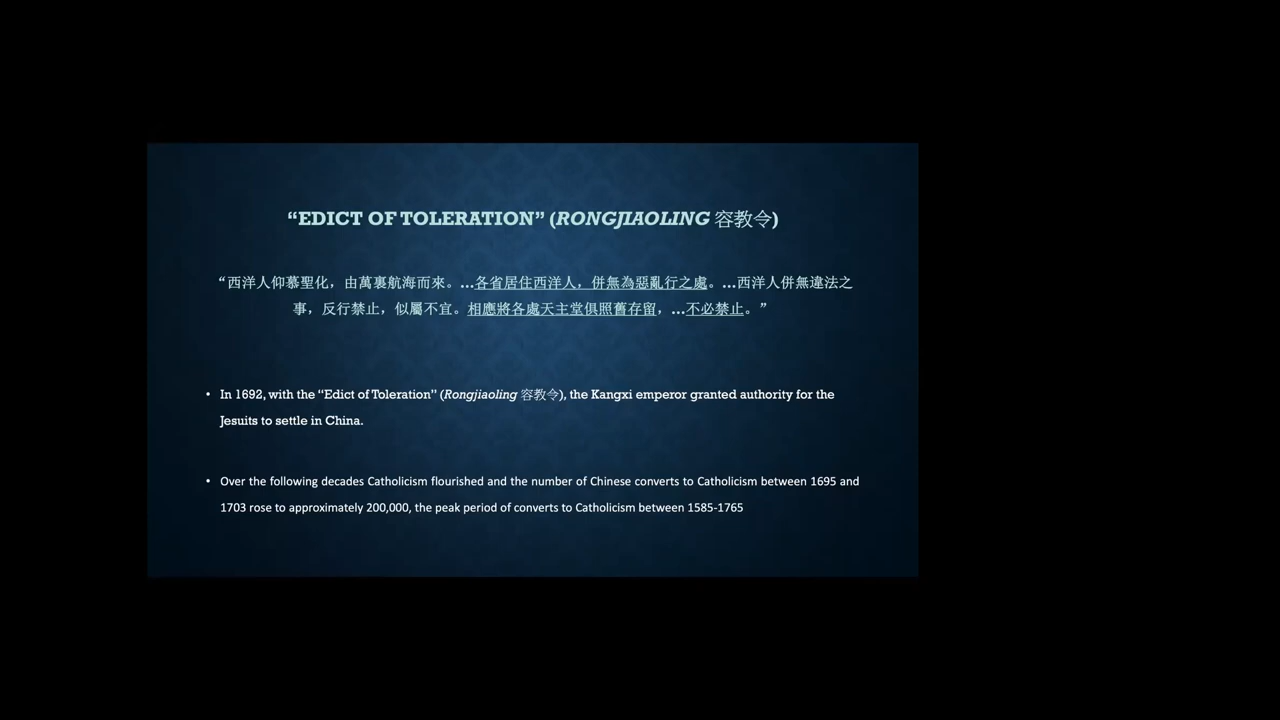 “EDICT OF TOLERATION” (RONGJIAOLING 容教令)
“西洋人仰慕聖化，由萬裏航海而來。…各省居住西洋人，併無為惡亂行之處。…西洋人併無違法之
事，反行禁止，似屬不宜。相應將各處天主堂俱照舊存留，…不必禁止。”
• In 1692, with the “Edict of Toleration” (Rongjiaoling 容教令), the Kangxi emperor granted authority for the
Jesuits to settle in China.
• Over the following decades Catholicism flourished and the number of Chinese converts to Catholicism between 1695 and
1703 rose to approximately 200,000, the peak period of converts to Catholicism between 1585-1765